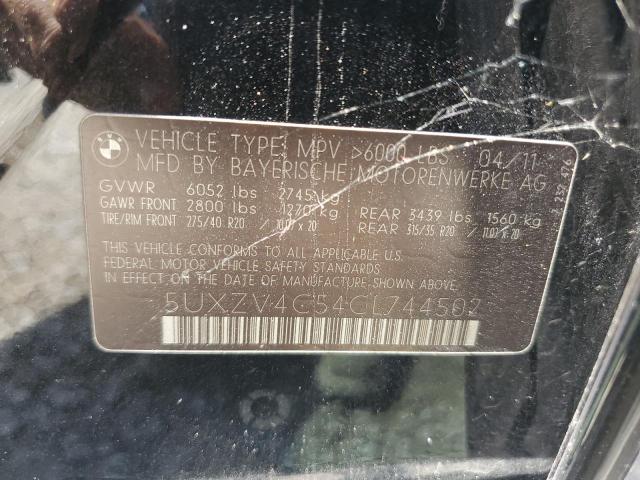 BMW
VEHICLE TYPE: MPV >6000 LBS 04/11
MFD BY BAYERISCHE MOTORENWERKE AG
GVWR 6052 lbs 2745 kg
GAWR FRONT 2800 lbs 1270 kg REAR 3439 lbs 1560 kg
TIRE/RIM FRONT 275/40 R20 10.0J x 20 REAR 315/35 R20 11.0J x 20
THIS VEHICLE CONFORMS TO ALL APPLICABLE U.S.
FEDERAL MOTOR VEHICLE SAFETY STANDARDS
IN EFFECT ON THE DATE OF MANUFACTURE SHOWN ABOVE
5UXZV4C54CL744502